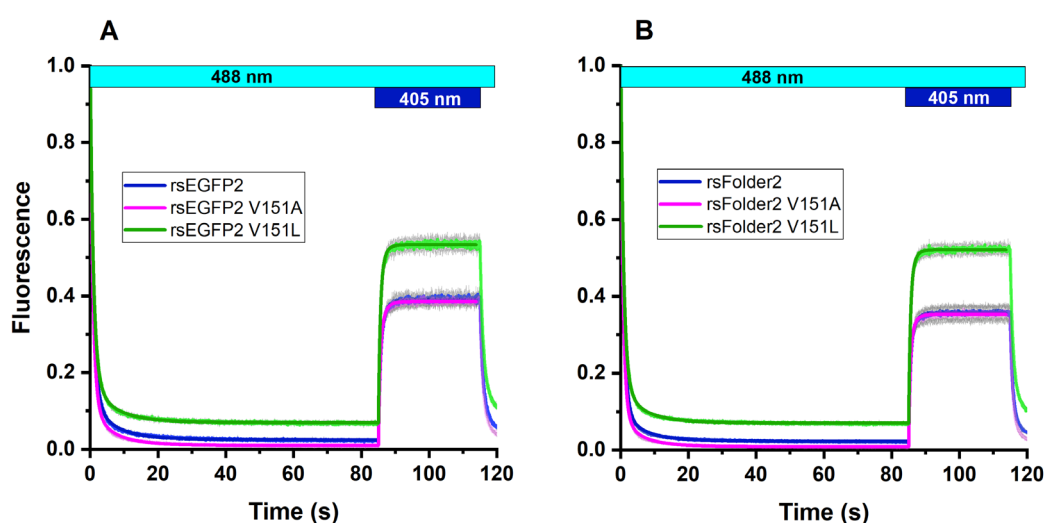 A
488 nm
405 nm
rsEGFP2
rsEGFP2 V151A
rsEGFP2 V151L
Fluorescence
1.0
0.8
0.6
0.4
0.2
0.0
0 20 40 60 80 100 120
Time (s)
B
488 nm
405 nm
rsFolder2
rsFolder2 V151A
rsFolder2 V151L
1.0
0.8
0.6
0.4
0.2
0.0
0 20 40 60 80 100 120
Time (s)